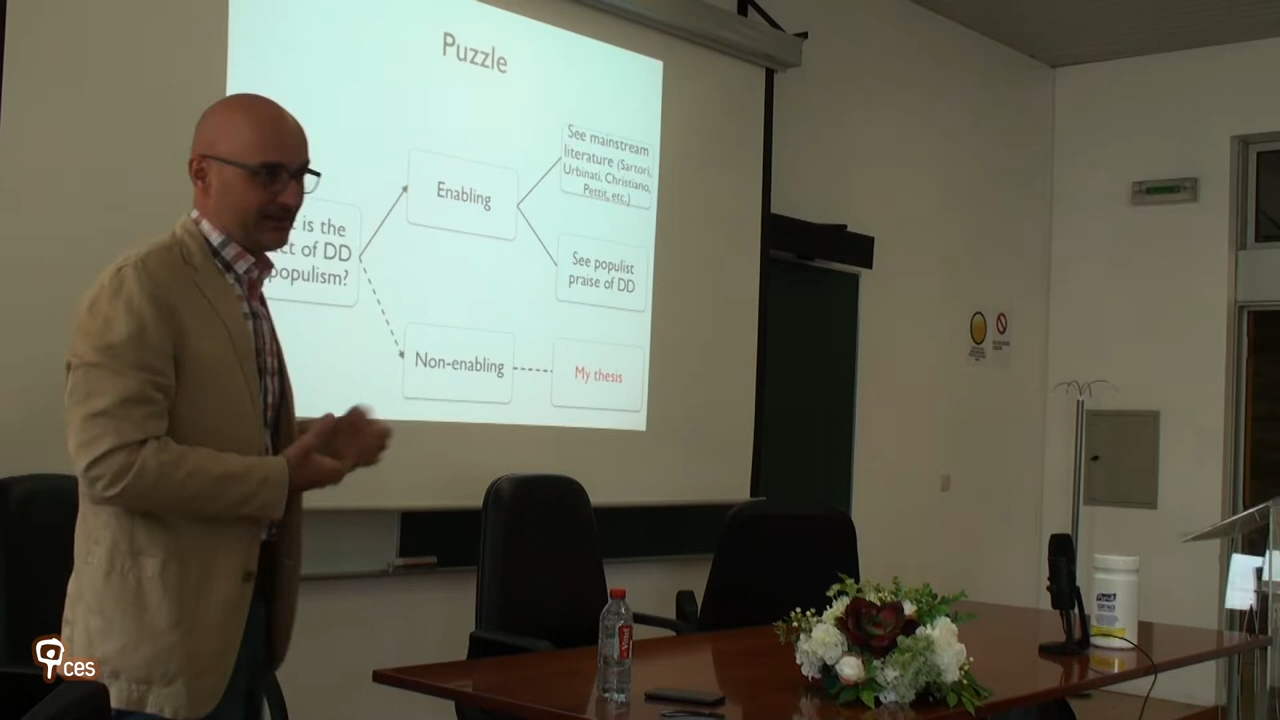 Puzzle
is the
of DD
populism?
Enabling
See mainstream
literature (Sartori,
Urbinati, Christiano,
Pettit, etc.)
See populist
praise of DD
Non-enabling
My thesis
Vittel
ces